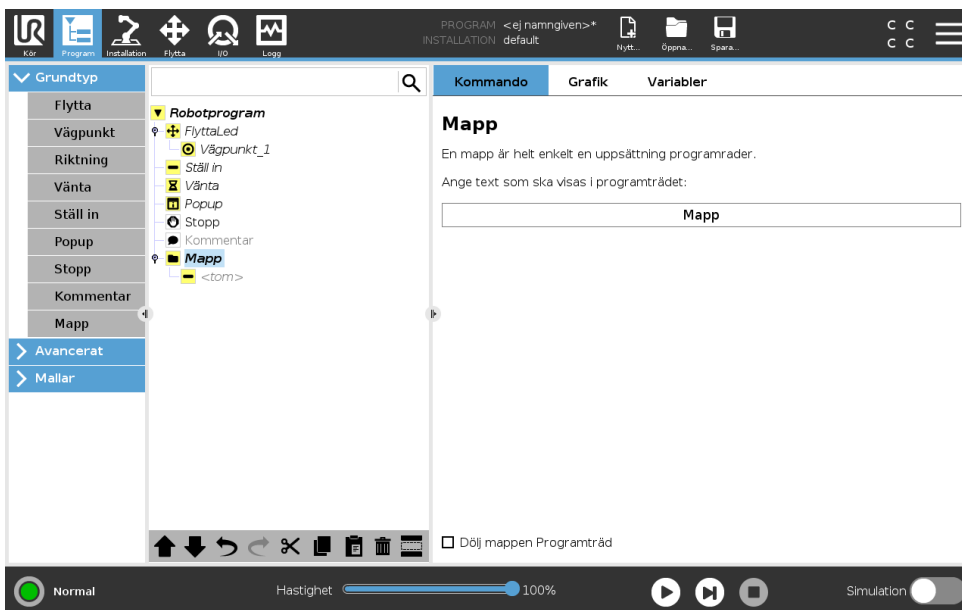 UR
Kör
Program
Installation
Flytta
I/O
Logg
PROGRAM <ej namngiven>*
INSTALLATION default
Nytt...
Öppna...
Spara...
C C
C C
Grundtyp
Flytta
Vägpunkt
Riktning
Vänta
Ställ in
Popup
Stopp
Kommentar
Mapp
Avancerat
Mallar
Robotprogram
FlyttaLed
Vägpunkt_1
Ställ in
Vänta
Popup
Stopp
Kommentar
Mapp
<tom>
Kommando Grafik Variabler
Mapp
En mapp är helt enkelt en uppsättning programrader.
Ange text som ska visas i programträdet:
Mapp
Dölj mappen Programträd
Normal
Hastighet 100%
Simulation